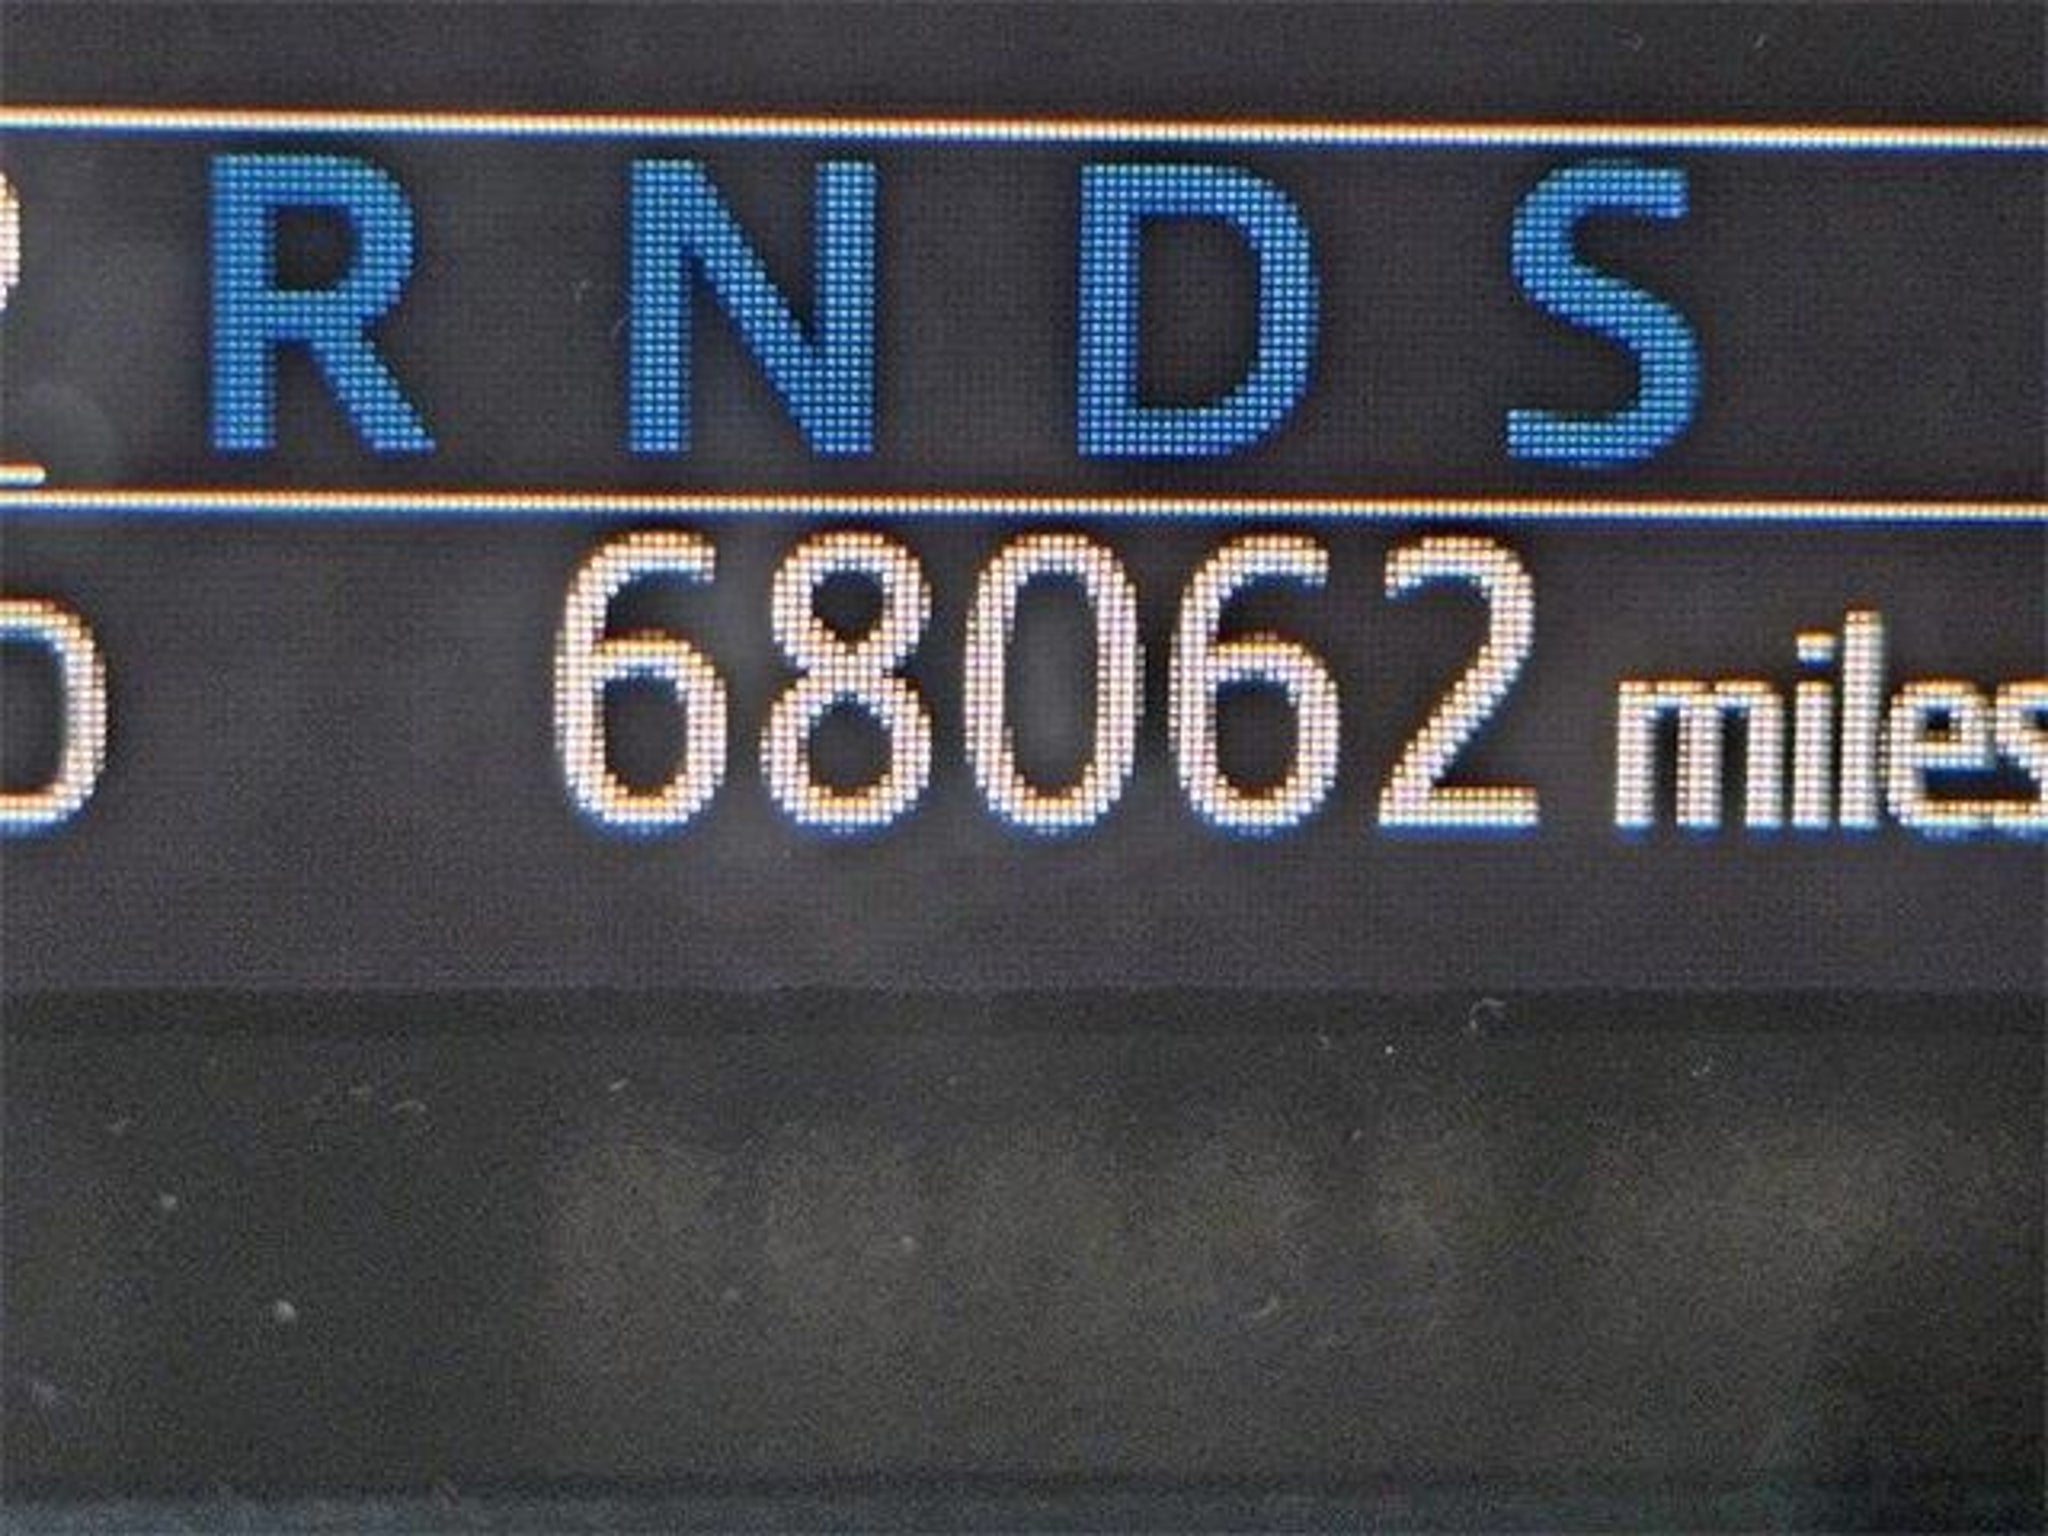 P R N D S
68062 miles